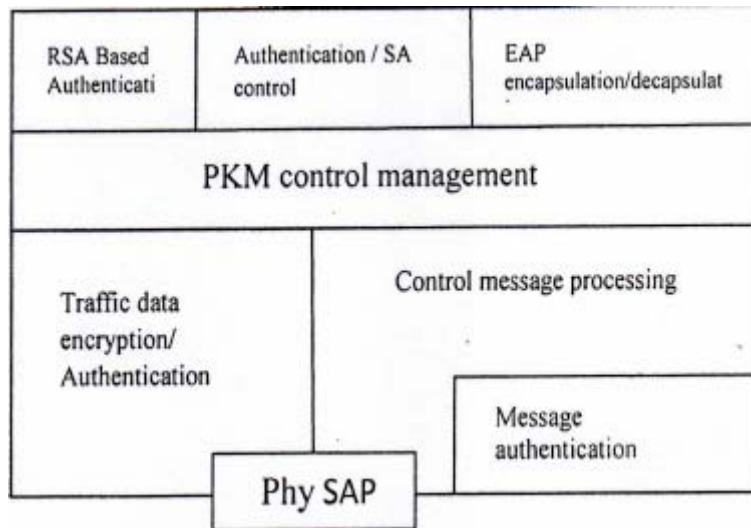 RSA Based
Authenticati
Authentication / SA
control
EAP
encapsulation/decapsulat
PKM control management
Traffic data
encryption/
Authentication
Control message processing
Message
authentication
Phy SAP